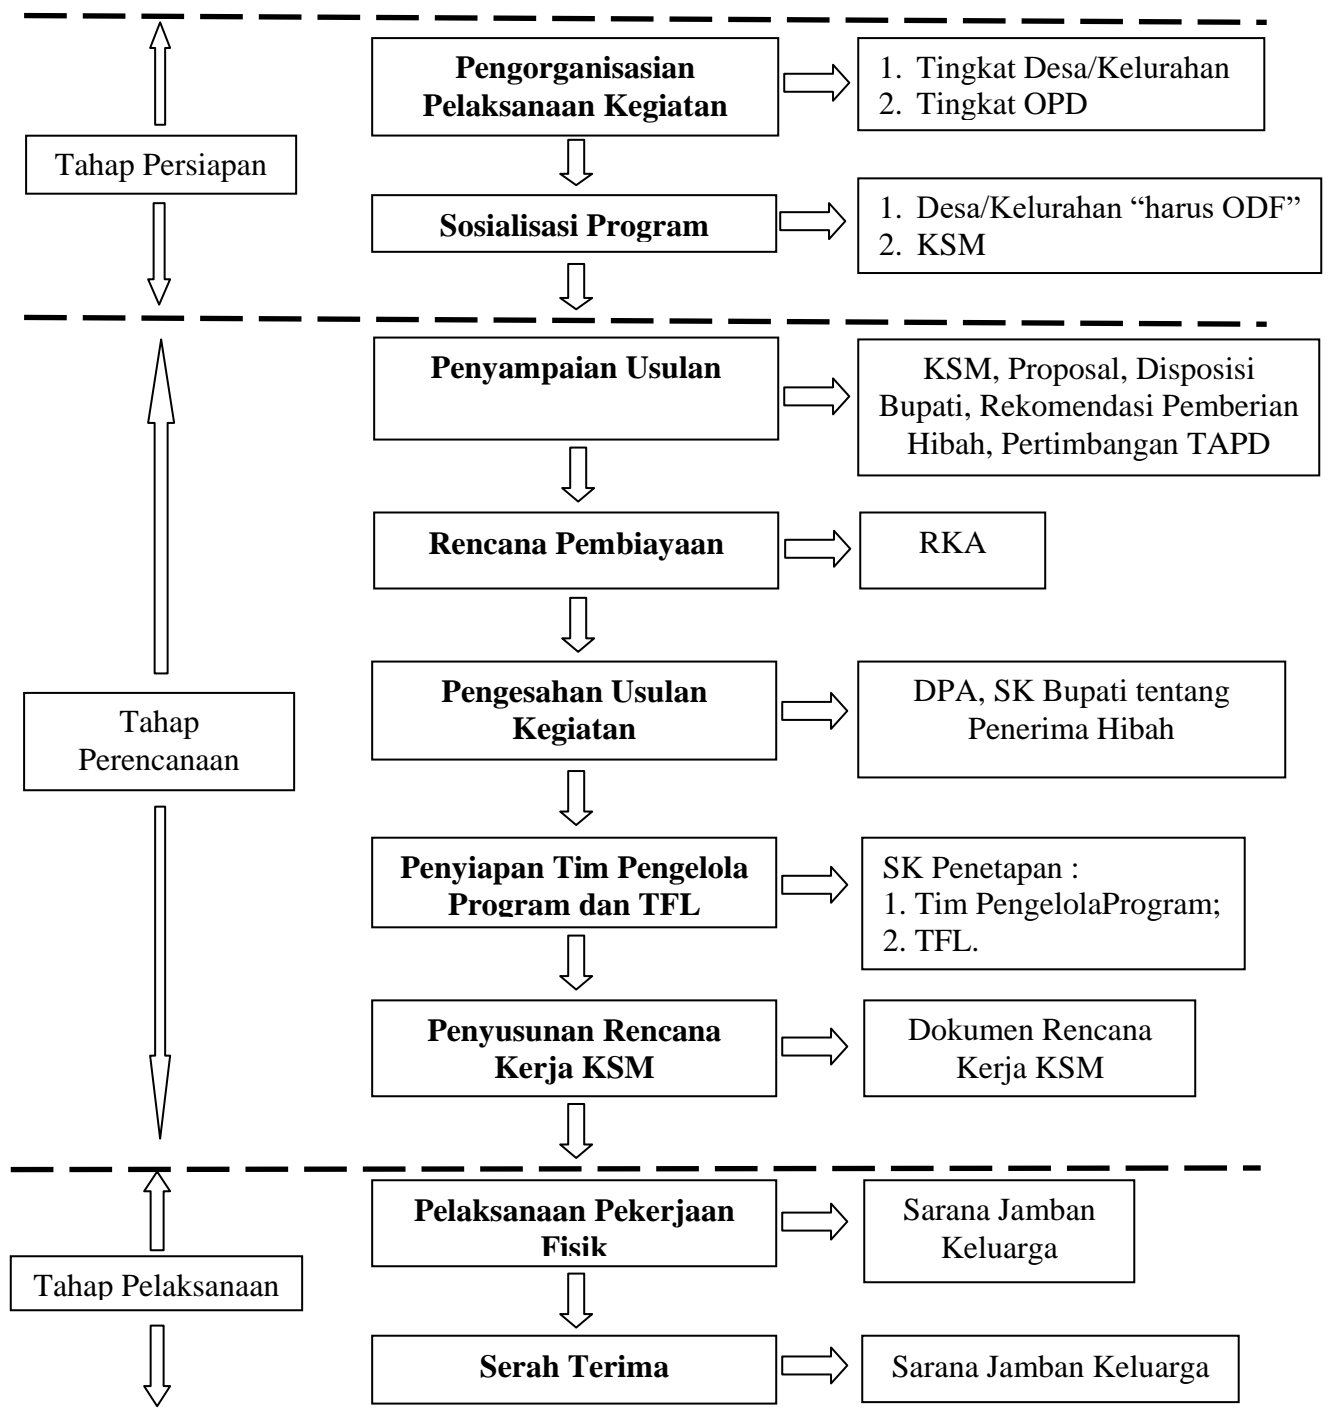 Pengorganisasian
Pelaksanaan Kegiatan
1. Tingkat Desa/Kelurahan
2. Tingkat OPD
Tahap Persiapan
Sosialisasi Program
1. Desa/Kelurahan “harus ODF”
2. KSM
Penyampaian Usulan
KSM, Proposal, Disposisi
Bupati, Rekomendasi Pemberian
Hibah, Pertimbangan TAPD
Rencana Pembiayaan
RKA
Tahap
Perencanaan
Pengesahan Usulan
Kegiatan
DPA, SK Bupati tentang
Penerima Hibah
Penyiapan Tim Pengelola
Program dan TFL
SK Penetapan :
1. Tim PengelolaProgram;
2. TFL.
Penyusunan Rencana
Kerja KSM
Dokumen Rencana
Kerja KSM
Pelaksanaan Pekerjaan
Fisik
Sarana Jamban
Keluarga
Tahap Pelaksanaan
Serah Terima
Sarana Jamban Keluarga